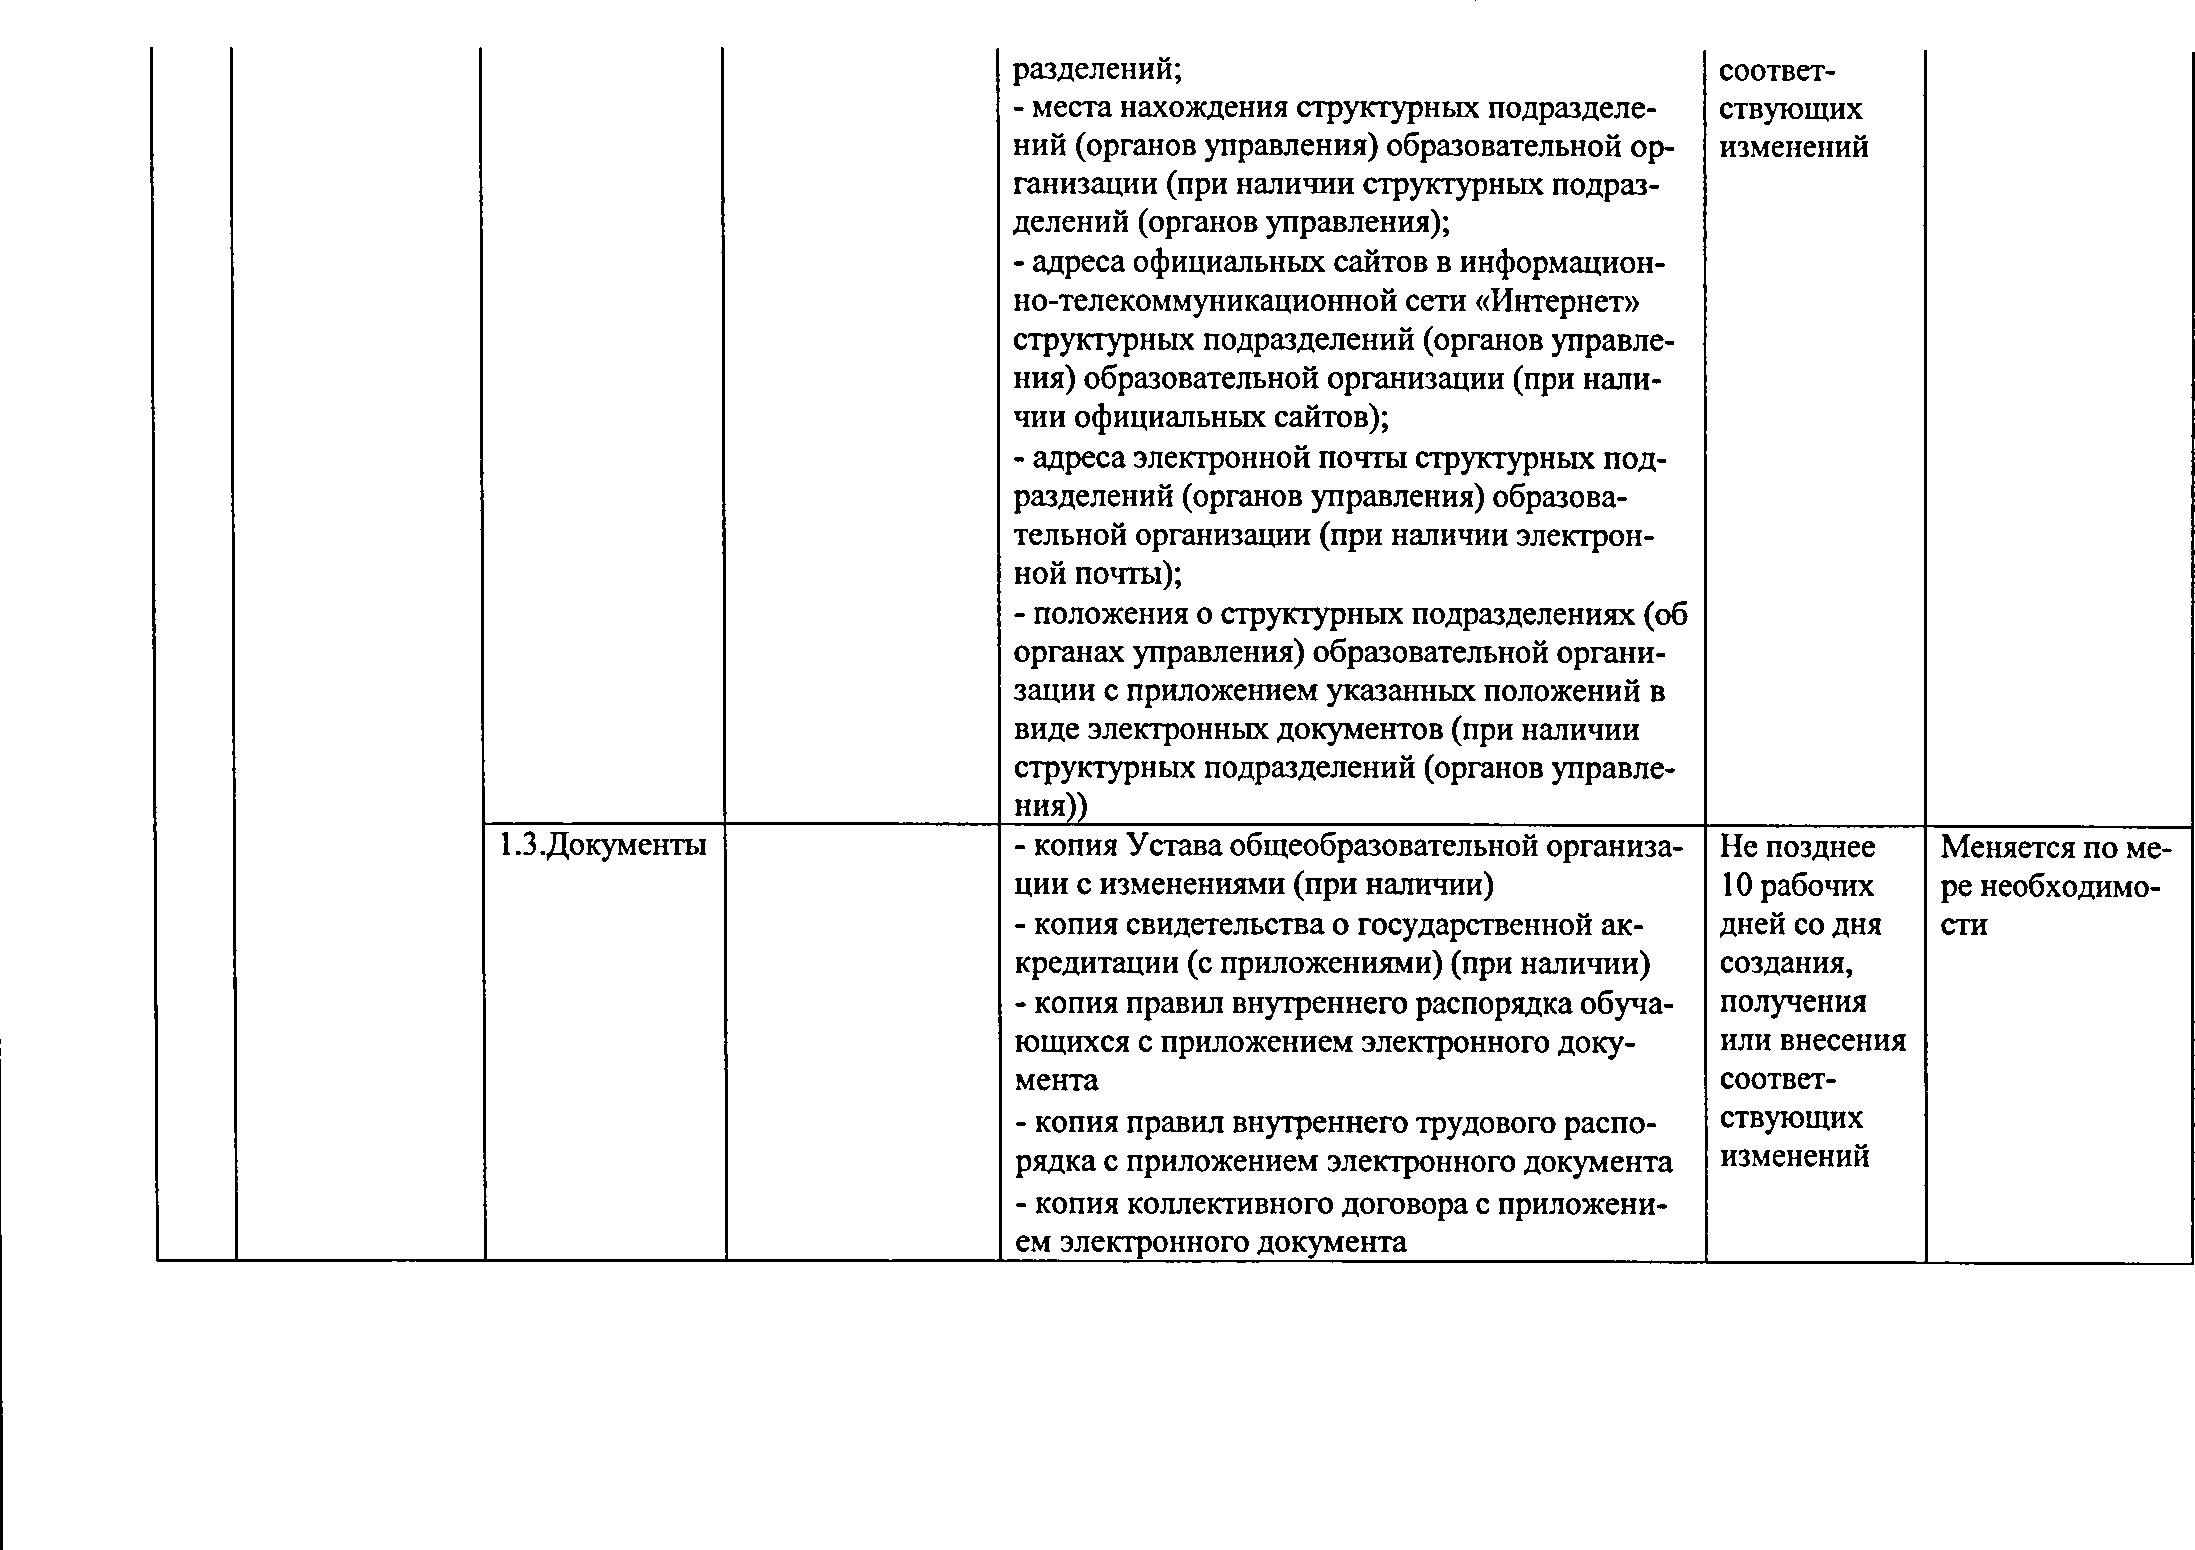 разделений;
- места нахождения структурных подразделе-
ний (органов управления) образовательной ор-
ганизации (при наличии структурных подраз-
делений (органов управления);
- адреса официальных сайтов в информацион-
но-телекоммуникационной сети «Интернет»
структурных подразделений (органов управле-
ния) образовательной организации (при нали-
чии официальных сайтов);
- адреса электронной почты структурных под-
разделений (органов управления) образова-
тельной организации (при наличии электрон-
ной почты);
- положения о структурных подразделениях (об
органах управления) образовательной органи-
зации с приложением указанных положений в
виде электронных документов (при наличии
структурных подразделений (органов управле-
ния))
соответ-
ствующих
изменений
1.3.Документы
- копия Устава общеобразовательной организа-
ции с изменениями (при наличии)
- копия свидетельства о государственной ак-
кредитации (с приложениями) (при наличии)
- копия правил внутреннего распорядка обуча-
ющихся с приложением электронного доку-
мента
- копия правил внутреннего трудового распо-
рядка с приложением электронного документа
- копия коллективного договора с приложени-
ем электронного документа
Не позднее
10 рабочих
дней со дня
создания,
получения
или внесения
соответ-
ствующих
изменений
Меняется по ме-
ре необходимо-
сти